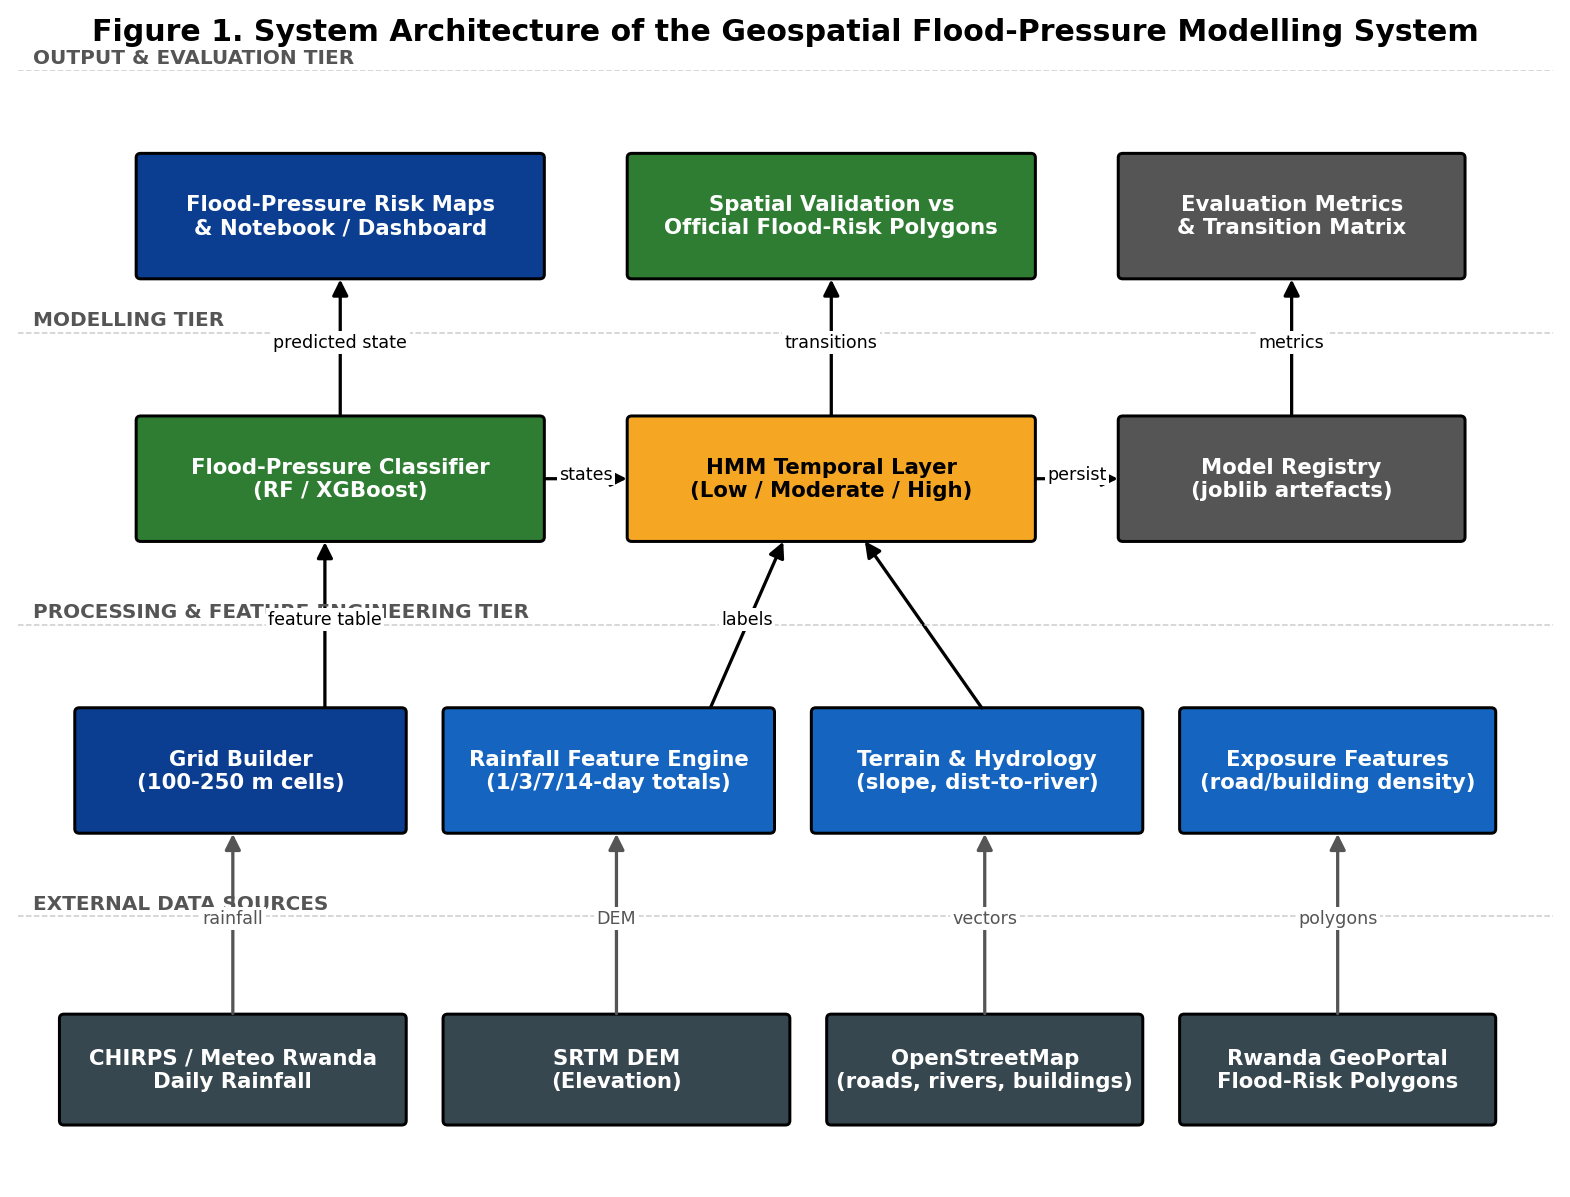 Figure 1. System Architecture of the Geospatial Flood-Pressure Modelling System
OUTPUT & EVALUATION TIER
Flood-Pressure Risk Maps
& Notebook / Dashboard
Spatial Validation vs
Official Flood-Risk Polygons
Evaluation Metrics
& Transition Matrix
MODELLING TIER
predicted state
transitions
metrics
Flood-Pressure Classifier
(RF / XGBoost)
states
HMM Temporal Layer
(Low / Moderate / High)
persist
Model Registry
(joblib artefacts)
PROCESSING & FEATURE ENGINEERING TIER
feature table
labels
Grid Builder
(100-250 m cells)
Rainfall Feature Engine
(1/3/7/14-day totals)
Terrain & Hydrology
(slope, dist-to-river)
Exposure Features
(road/building density)
EXTERNAL DATA SOURCES
rainfall
DEM
vectors
polygons
CHIRPS / Meteo Rwanda
Daily Rainfall
SRTM DEM
(Elevation)
OpenStreetMap
(roads, rivers, buildings)
Rwanda GeoPortal
Flood-Risk Polygons